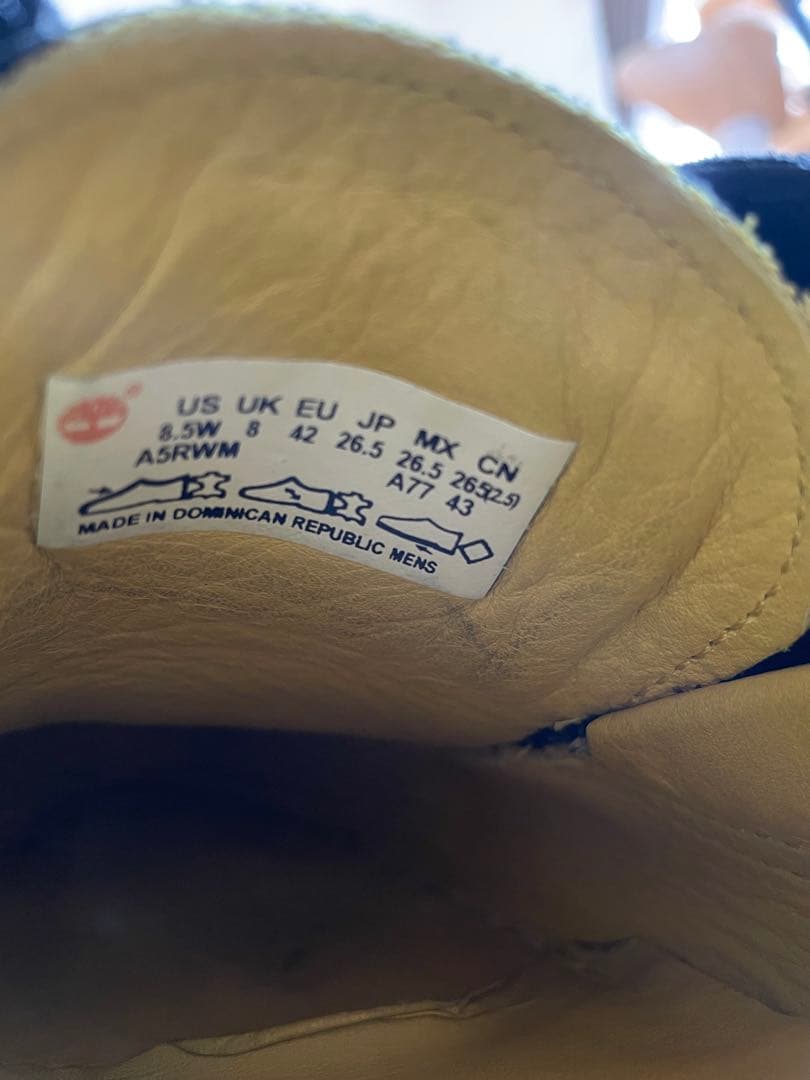 US UK EU JP MX CN
8.5W 8 42 26.5 26.5 265(2.5)
A5RWM A77 43
MADE IN DOMINICAN REPUBLIC MENS